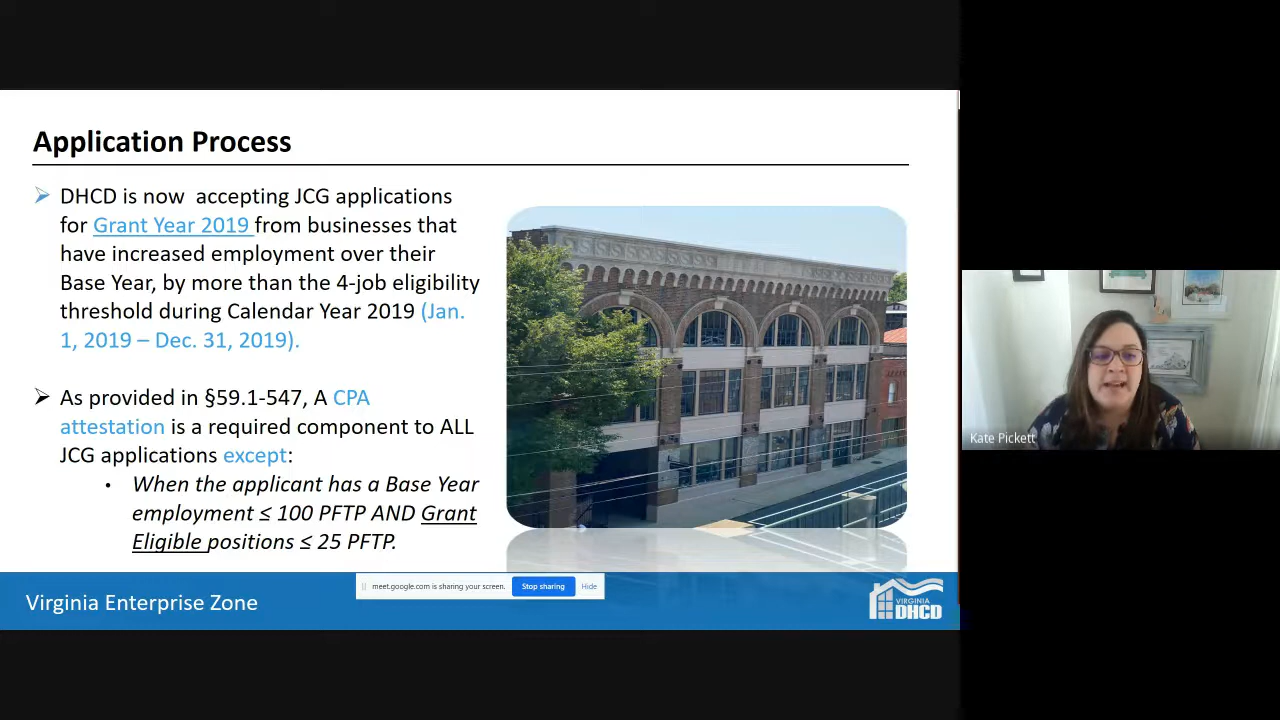 Application Process
DHCD is now  accepting JCG applications
for Grant Year 2019 from businesses that
have increased employment over their
Base Year, by more than the 4-job eligibility
threshold during Calendar Year 2019 (Jan.
1, 2019 – Dec. 31, 2019).
As provided in §59.1-547, A CPA
attestation is a required component to ALL
JCG applications except:
• When the applicant has a Base Year
employment ≤ 100 PFTP AND Grant
Eligible positions ≤ 25 PFTP.
Kate Pickett
meet.google.com is sharing your screen.
Stop sharing
Hide
Virginia Enterprise Zone
VIRGINIA
DHCD